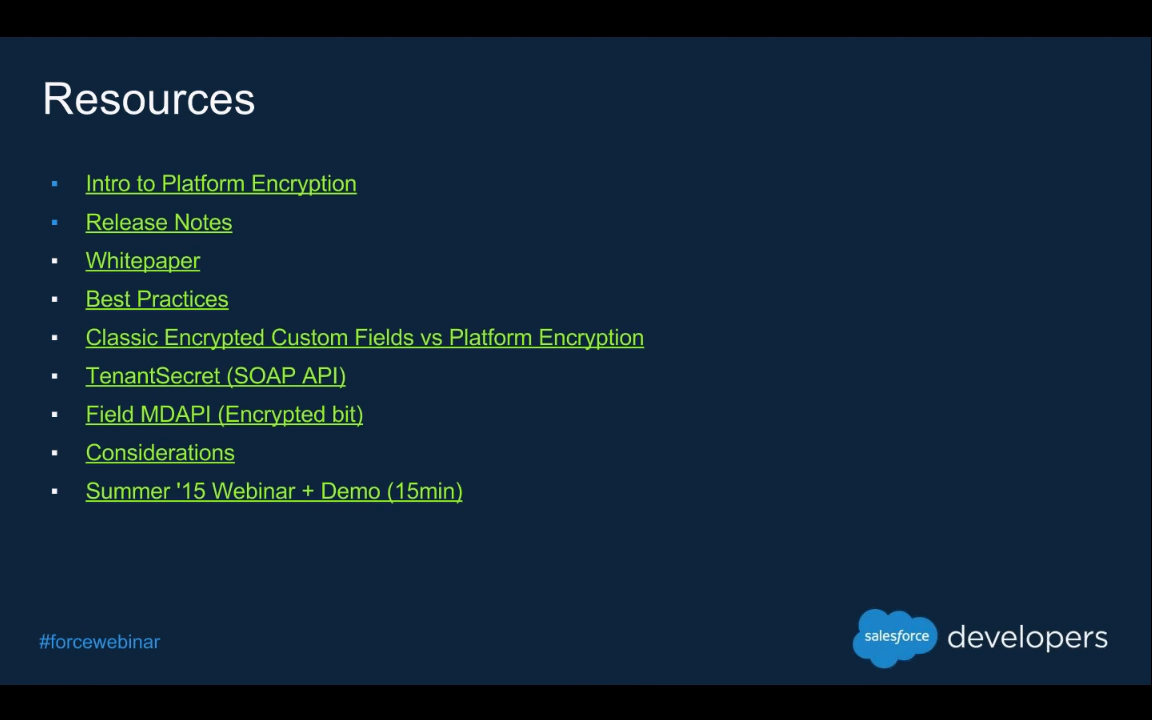 Resources
Intro to Platform Encryption
Release Notes
Whitepaper
Best Practices
Classic Encrypted Custom Fields vs Platform Encryption
TenantSecret (SOAP API)
Field MDAPI (Encrypted bit)
Considerations
Summer '15 Webinar + Demo (15min)
#forcewebinar
salesforce developers